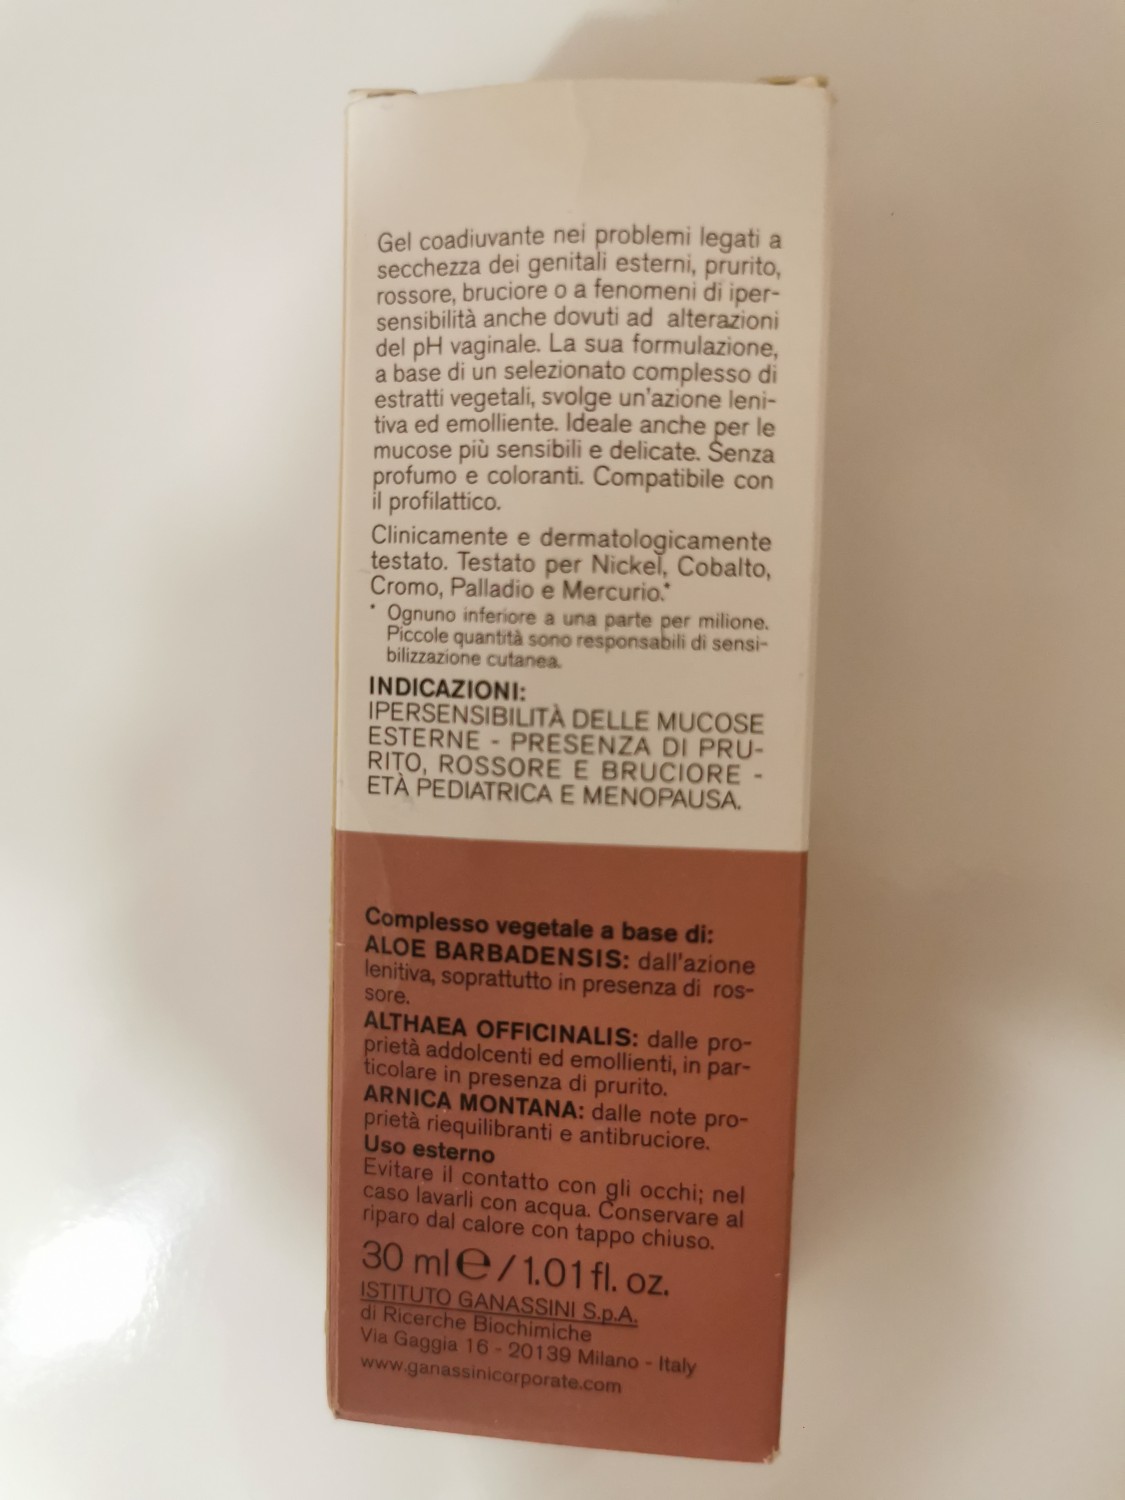 Gel coadiuvante nei problemi legati a
secchezza dei genitali esterni, prurito,
rossore, bruciore o a fenomeni di iper-
sensibilità anche dovuti ad alterazioni
del pH vaginale. La sua formulazione,
a base di un selezionato complesso di
estratti vegetali, svolge un'azione leni-
tiva ed emolliente. Ideale anche per le
mucose più sensibili e delicate. Senza
profumo e coloranti. Compatibile con
il profilattico.
Clinicamente e dermatologicamente
testato. Testato per Nickel, Cobalto,
Cromo, Palladio e Mercurio.*
* Ognuno inferiore a una parte per milione.
Piccole quantità sono responsabili di sensi-
bilizzazione cutanea.
INDICAZIONI:
IPERSENSIBILITÀ DELLE MUCOSE
ESTERNE - PRESENZA DI PRU-
RITO, ROSSORE E BRUCIORE -
ETÀ PEDIATRICA E MENOPAUSA.
Complesso vegetale a base di:
ALOE BARBADENSIS: dall'azione
lenitiva, soprattutto in presenza di ros-
sore.
ALTHAEA OFFICINALIS: dalle pro-
prietà addolcenti ed emollienti, in par-
ticolare in presenza di prurito.
ARNICA MONTANA: dalle note pro-
prietà riequilibranti e antibruciore.
Uso esterno
Evitare il contatto con gli occhi; nel
caso lavarli con acqua. Conservare al
riparo dal calore con tappo chiuso.
30 ml ℮ / 1.01 fl. oz.
ISTITUTO GANASSINI S.p.A.
di Ricerche Biochimiche
Via Gaggia 16 - 20139 Milano - Italy
www.ganassinicorporate.com